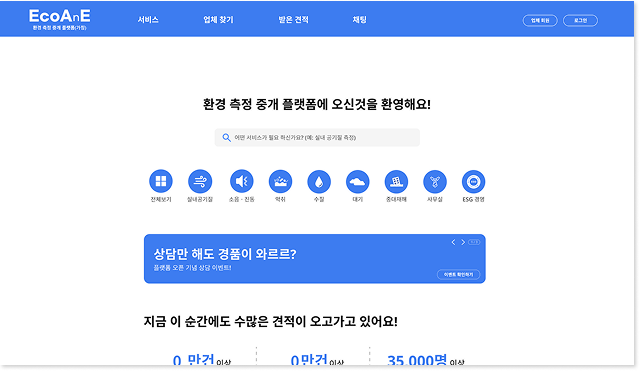 EcoAnE
환경 측정 중개 플랫폼(가칭)
서비스 업체 찾기 받은 견적 채팅
업체 회원 로그인
환경 측정 중개 플랫폼에 오신것을 환영해요!
어떤 서비스가 필요 하신가요? (예: 실내 공기질 측정)
전체보기 실내공기질 소음 · 진동 악취 수질 대기 중대재해 사무실 ESG 경영
상담만 해도 경품이 와르르?
플랫폼 오픈 기념 상담 이벤트!
이벤트 확인하기
지금 이 순간에도 수많은 견적이 오고가고 있어요!
0 만건 이상 0만건 이상 35,000명 이상